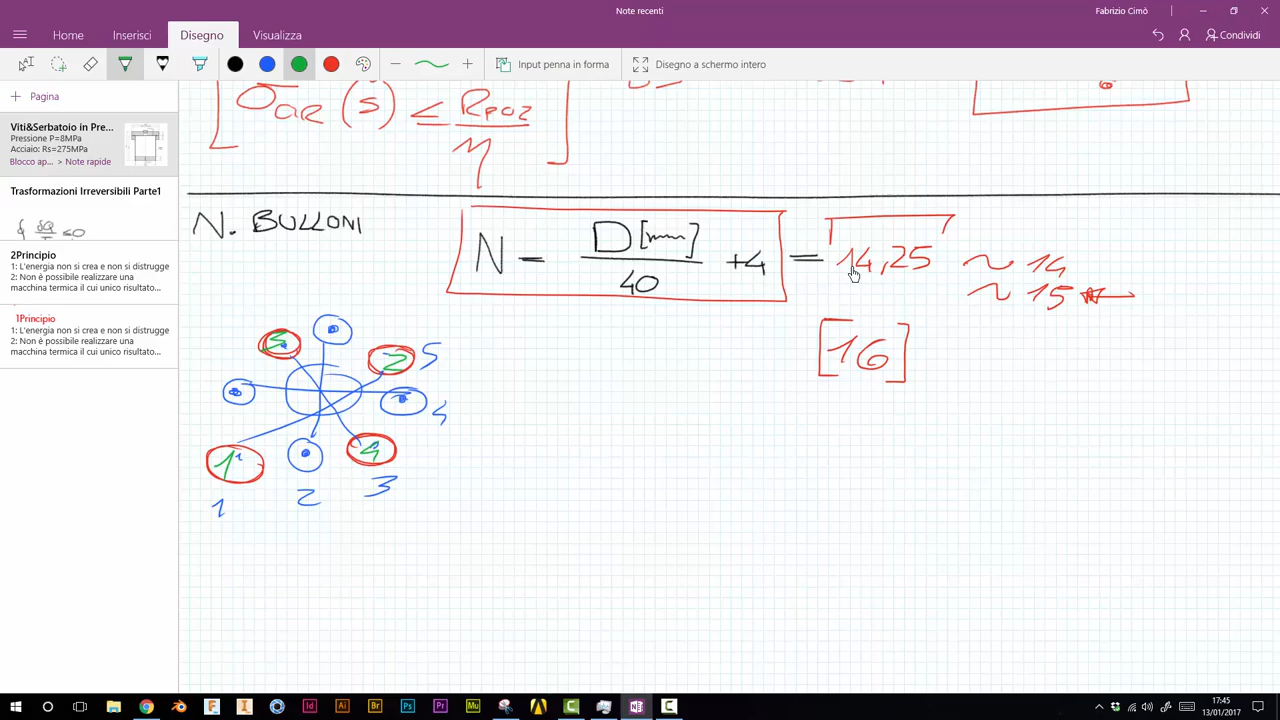 Note recenti
Fabrizio Cimò
Home
Inserisci
Disegno
Visualizza
Condividi
Input penna in forma
Disegno a schermo intero
Pagina
Viti&Serbatoio in Pre...
Pressione P=8MPa
Acciaio: Rs=275MPa
Blocco ap... > Note rapide
Trasformazioni Irreversibili Parte1
∮ δQ/T ≤0
2Principio
1: L'energia non si crea e non si distrugge
2: Non è possibile realizzare una
macchina termica il cui unico risultato...
1Principio
1: L'energia non si crea e non si distrugge
2: Non è possibile realizzare una
macchina termica il cui unico risultato...
(s) ≤
N. BULLONI
N = D[mm]/40 +4 = 14,25
~ 14
~ 15
[16]
3
2 5
4
1 4
1 2 3
17:45
13/01/2017